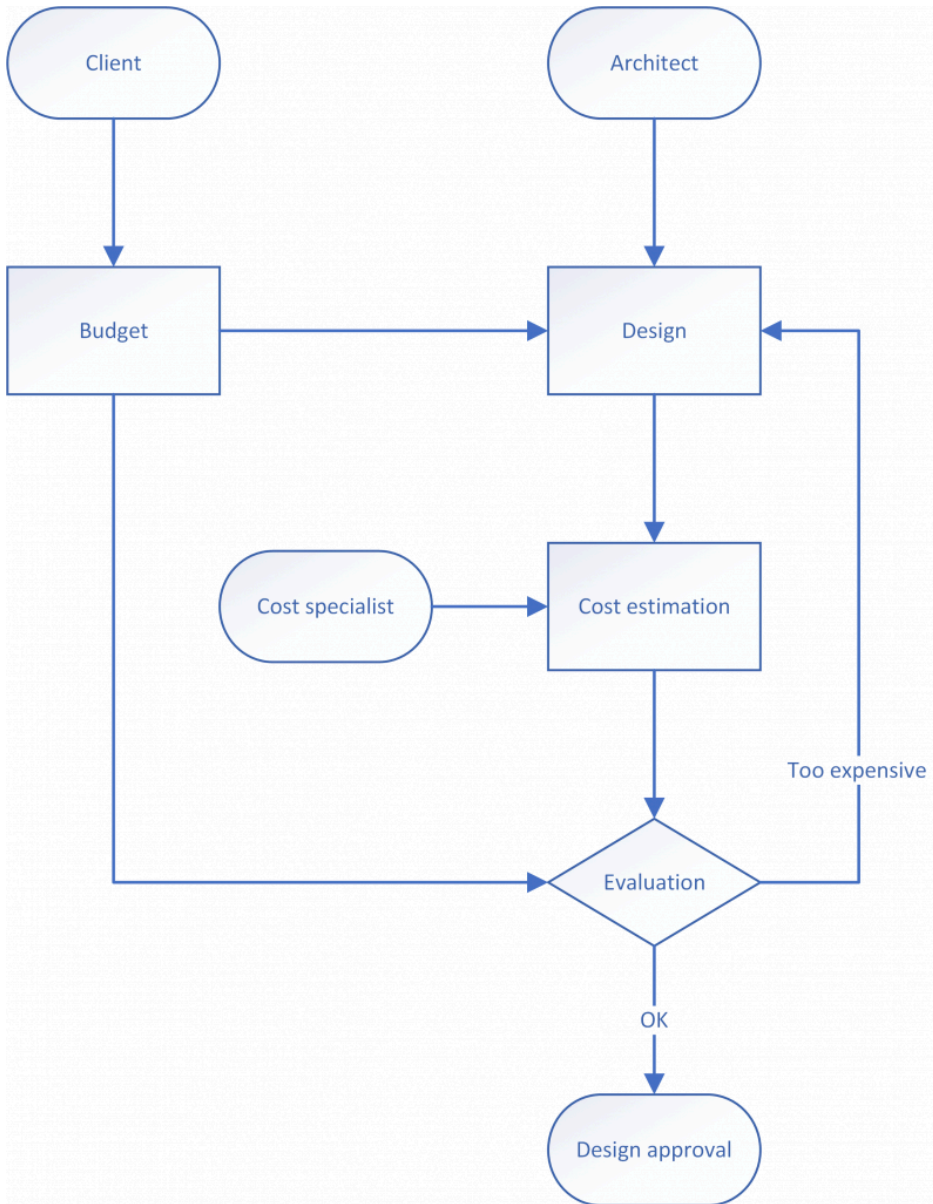 Client
Architect
Budget
Design
Cost specialist
Cost estimation
Too expensive
Evaluation
OK
Design approval